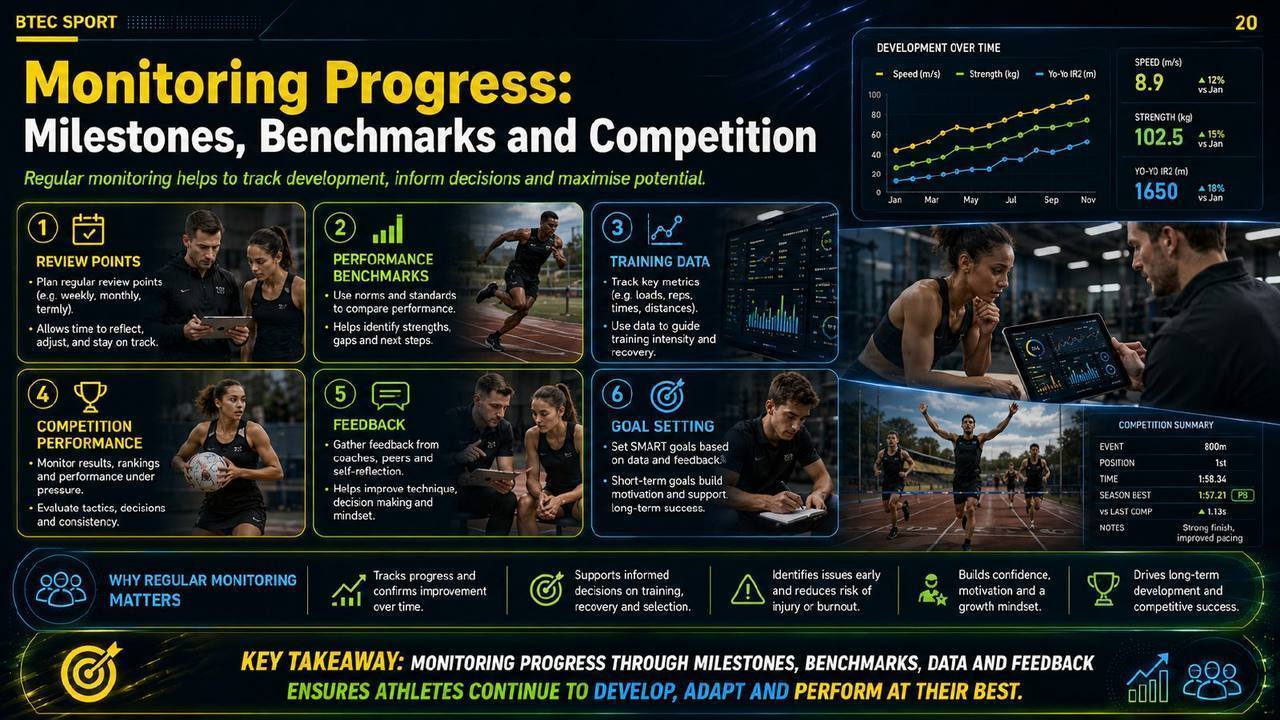 BTEC SPORT
20
Monitoring Progress:
Milestones, Benchmarks and Competition
Regular monitoring helps to track development, inform decisions and maximise potential.
DEVELOPMENT OVER TIME
Speed (m/s) Strength (kg) Yo-Yo IR2 (m)
100
80
60
40
20
0
Jan Mar May Jul Sep Nov
SPEED (m/s)
8.9 ▲ 12%
vs Jan
STRENGTH (kg)
102.5 ▲ 15%
vs Jan
YO-YO IR2 (m)
1650 ▲ 18%
vs Jan
1
REVIEW POINTS
• Plan regular review points
(e.g. weekly, monthly,
termly).
• Allows time to reflect,
adjust, and stay on track.
2
PERFORMANCE
BENCHMARKS
• Use norms and standards
to compare performance.
• Helps identify strengths,
gaps and next steps.
3
TRAINING DATA
• Track key metrics
(e.g. loads, reps,
times, distances).
• Use data to guide
training intensity and
recovery.
4
COMPETITION
PERFORMANCE
• Monitor results, rankings
and performance under
pressure.
• Evaluate tactics, decisions
and consistency.
5
FEEDBACK
• Gather feedback from
coaches, peers and
self-reflection.
• Helps improve technique,
decision making and
mindset.
6
GOAL SETTING
• Set SMART goals based
on data and feedback.
• Short-term goals build
motivation and support
long-term success.
COMPETITION SUMMARY
EVENT 800m
POSITION 1st
TIME 1:58.34
SEASON BEST 1:57.21 PB
vs LAST COMP ▲ 1.13s
NOTES Strong finish,
improved pacing
WHY REGULAR MONITORING
MATTERS
Tracks progress and
confirms improvement
over time.
Supports informed
decisions on training,
recovery and selection.
Identifies issues early
and reduces risk of
injury or burnout.
Builds confidence,
motivation and a
growth mindset.
Drives long-term
development and
competitive success.
KEY TAKEAWAY: MONITORING PROGRESS THROUGH MILESTONES, BENCHMARKS, DATA AND FEEDBACK
ENSURES ATHLETES CONTINUE TO DEVELOP, ADAPT AND PERFORM AT THEIR BEST.